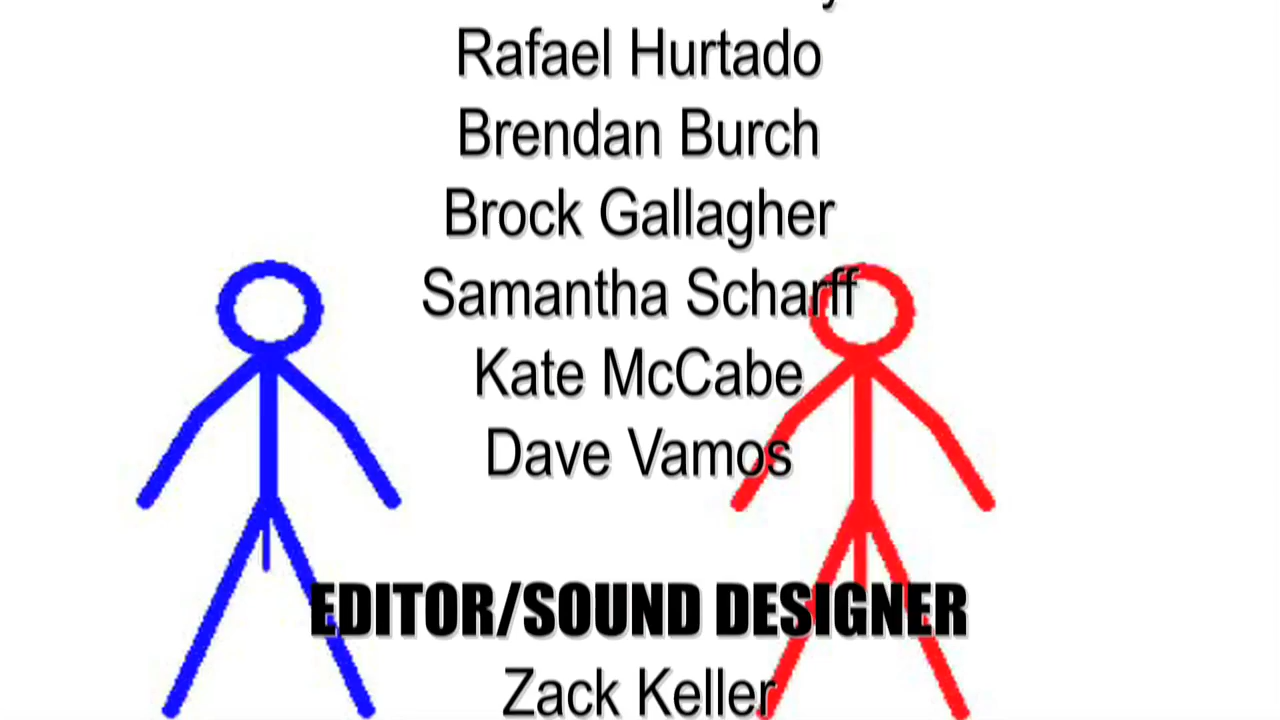 Rafael Hurtado
Brendan Burch
Brock Gallagher
Samantha Scharff
Kate McCabe
Dave Vamos
EDITOR/SOUND DESIGNER
Zack Keller